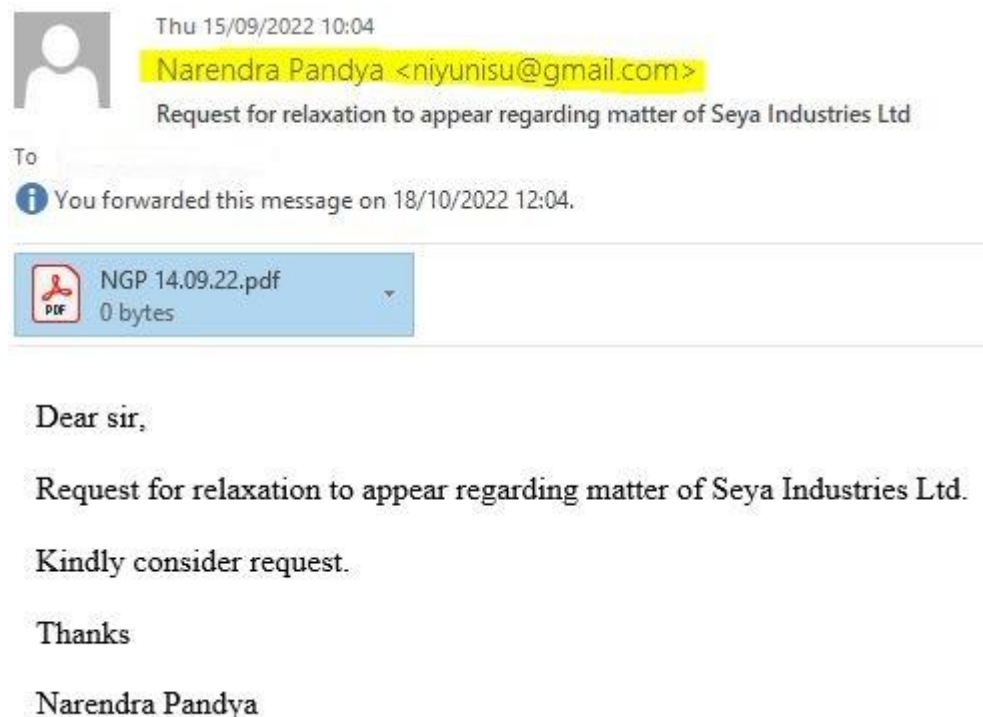 Thu 15/09/2022 10:04
Narendra Pandya <niyunisu@gmail.com>
Request for relaxation to appear regarding matter of Seya Industries Ltd
To
i You forwarded this message on 18/10/2022 12:04.
NGP 14.09.22.pdf
PDF 0 bytes
Dear sir,
Request for relaxation to appear regarding matter of Seya Industries Ltd.
Kindly consider request.
Thanks
Narendra Pandya